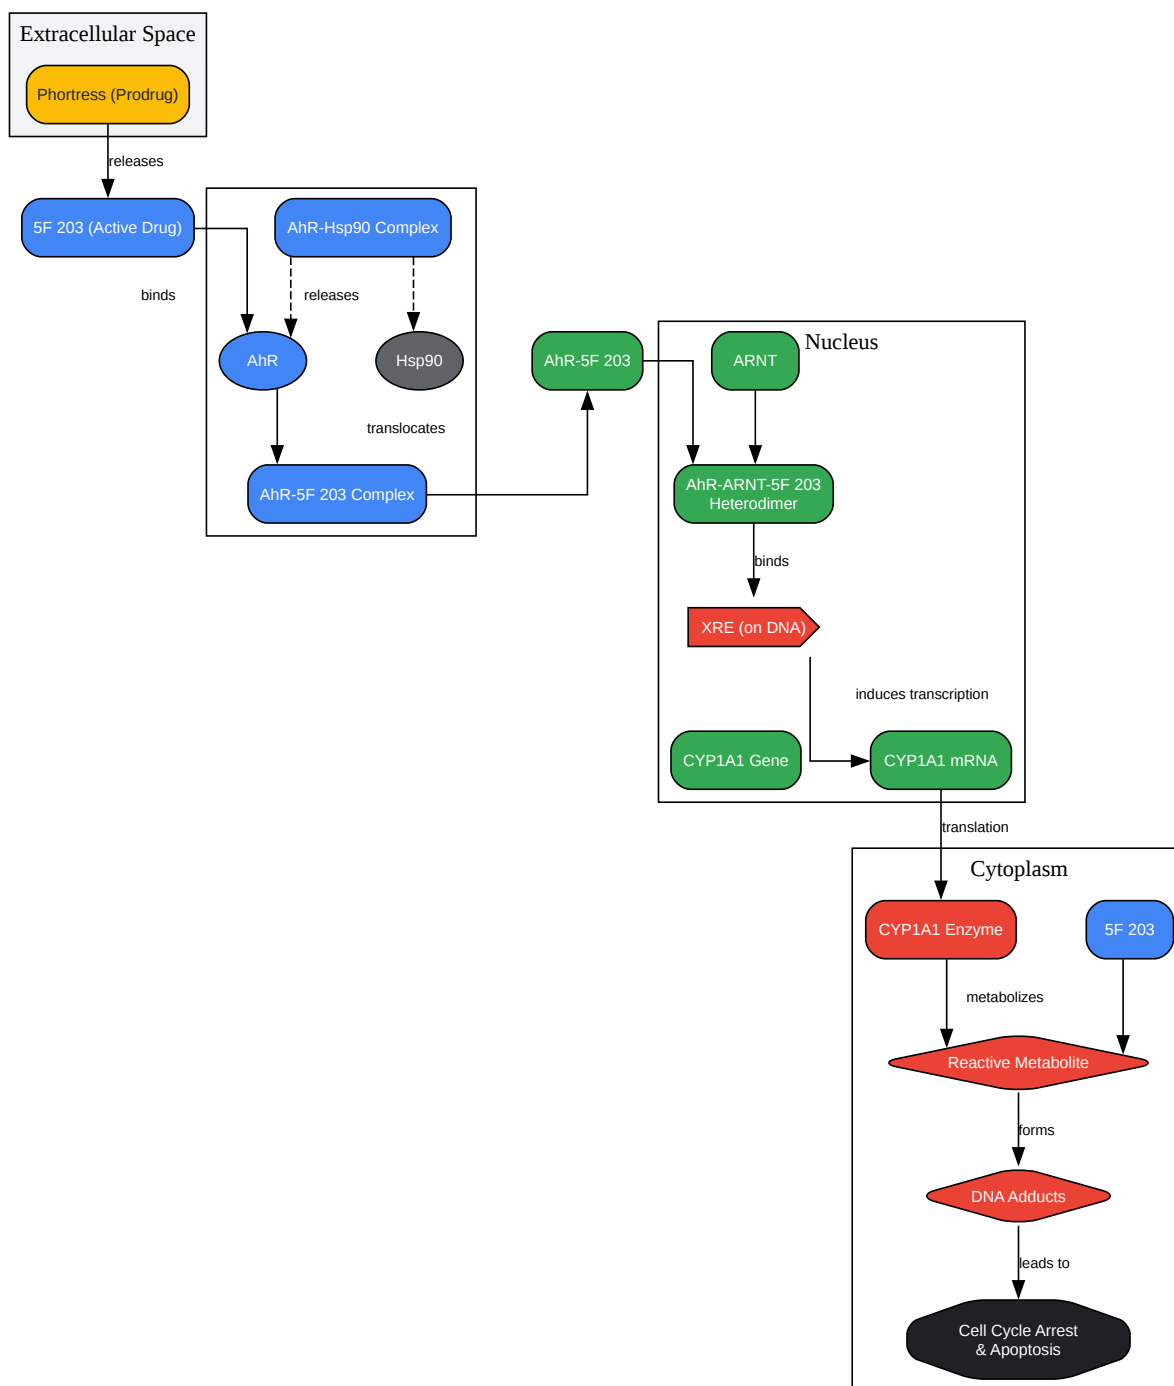 Extracellular Space
Phortress (Prodrug)
releases
5F 203 (Active Drug)
AhR-Hsp90 Complex
binds
releases
AhR
Hsp90
translocates
AhR-5F 203 Complex
AhR-5F 203
Nucleus
ARNT
AhR-ARNT-5F 203
Heterodimer
binds
XRE (on DNA)
induces transcription
CYP1A1 Gene
CYP1A1 mRNA
translation
Cytoplasm
CYP1A1 Enzyme
5F 203
metabolizes
Reactive Metabolite
forms
DNA Adducts
leads to
Cell Cycle Arrest
& Apoptosis